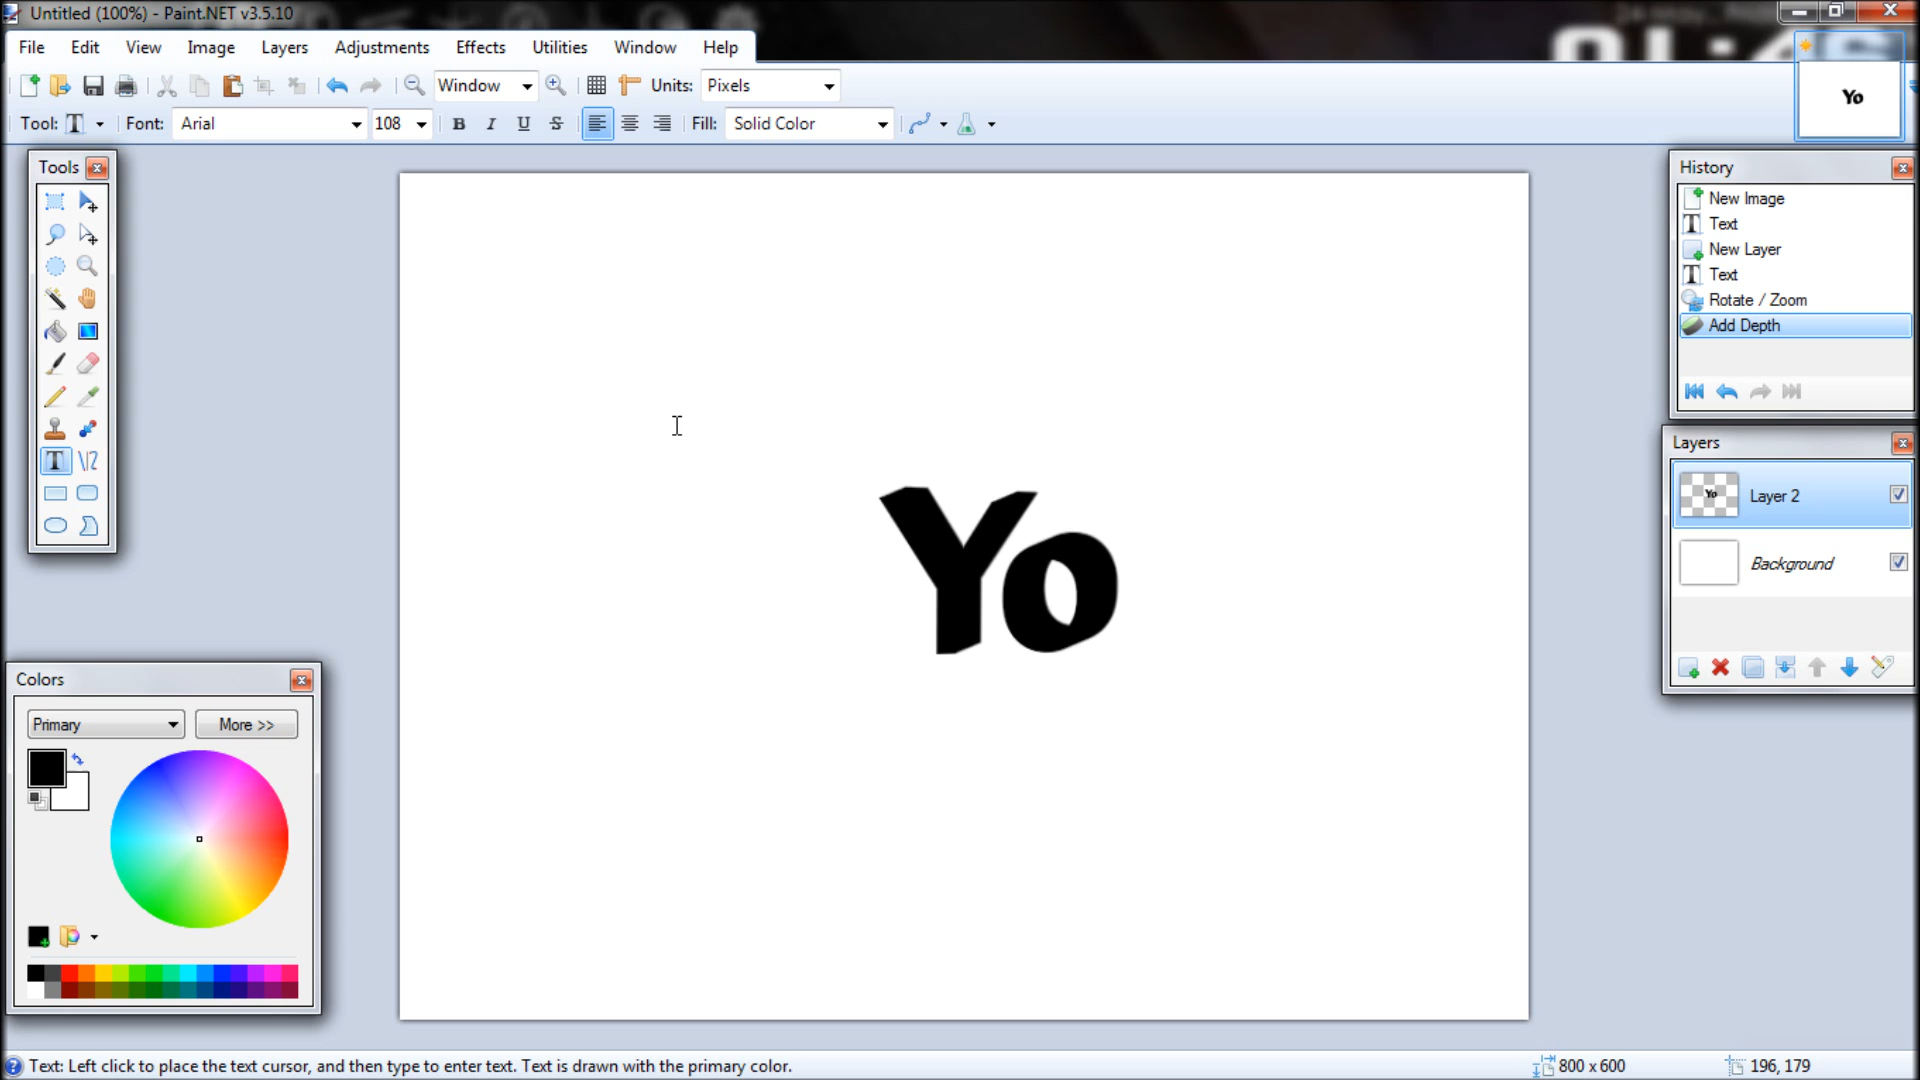 Untitled (100%) - Paint.NET v3.5.10
File Edit View Image Layers Adjustments Effects Utilities Window Help
Window Units: Pixels
Tool: Font: Arial 108 B I U S Fill: Solid Color
Yo
Tools
History
New Image
Text
New Layer
Text
Rotate / Zoom
Add Depth
Layers
Yo Layer 2
Background
Yo
Colors
Primary More >>
Text: Left click to place the text cursor, and then type to enter text. Text is drawn with the primary color. 800 x 600 196, 179